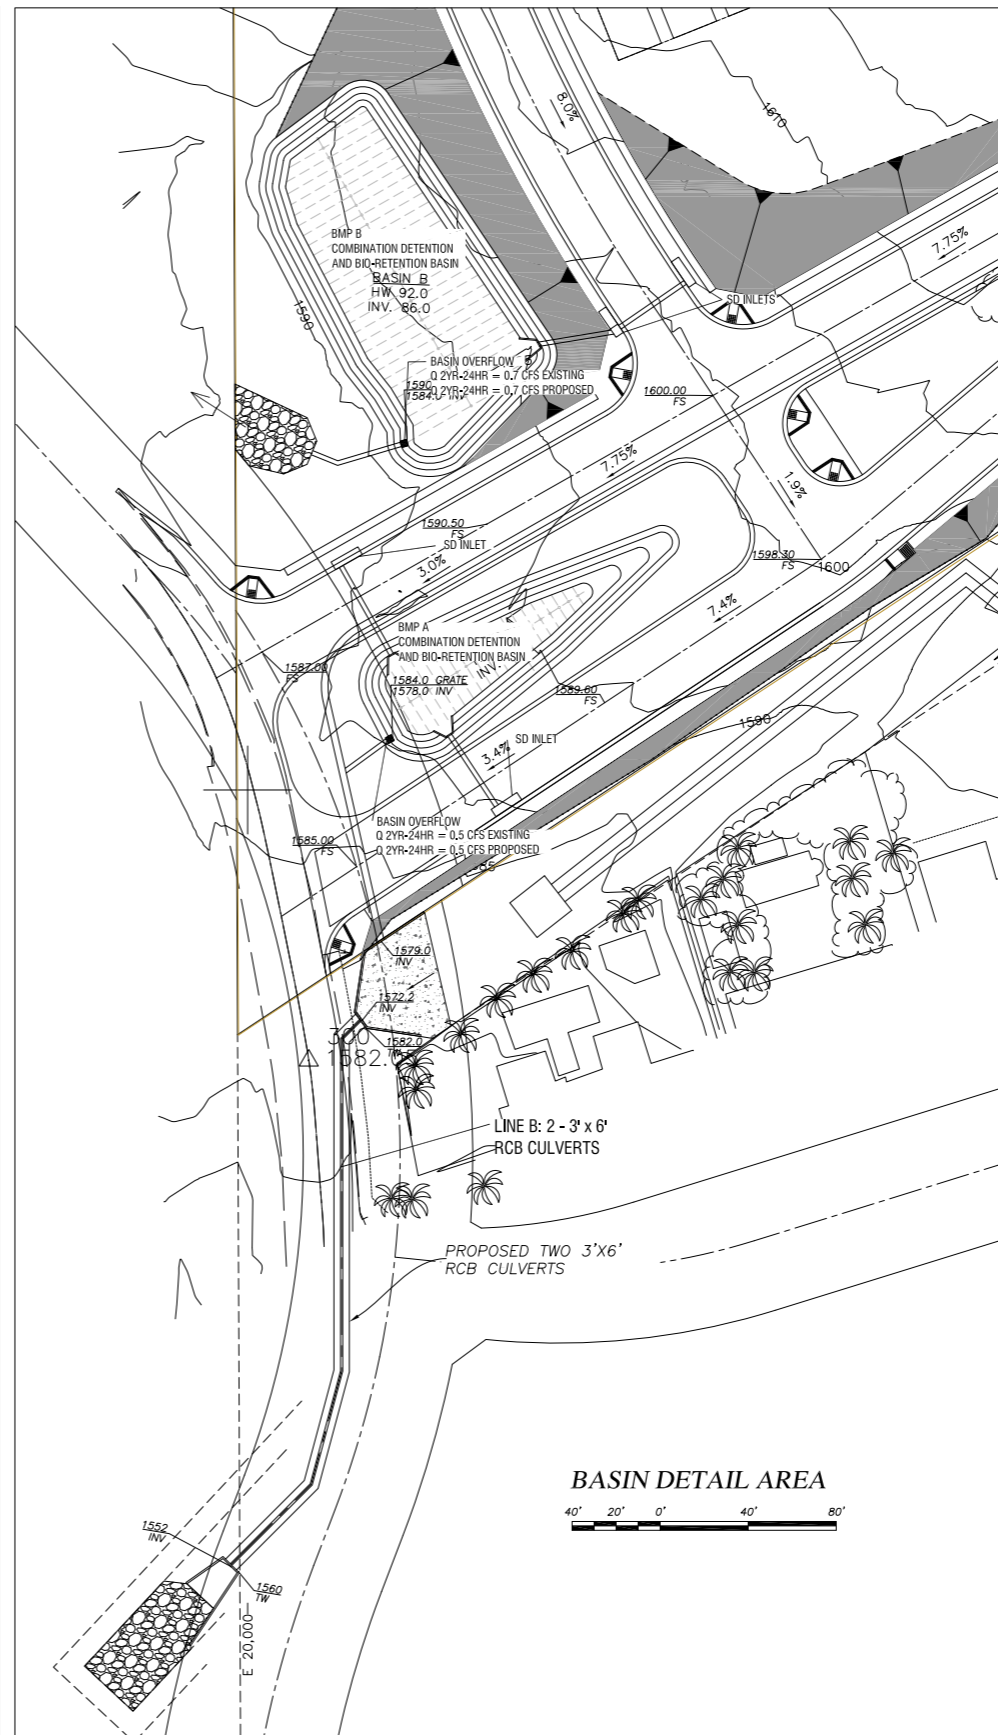 8.0%
1610
7.75%
BMP B
COMBINATION DETENTION
AND BIO-RETENTION BASIN
BASIN B
HW 92.0
INV. 86.0
1590
SD INLETS
BASIN OVERFLOW
Q 2YR-24HR = 0.7 CFS EXISTING
Q 2YR-24HR = 0.7 CFS PROPOSED
1590
1584.0 INV
1600.00
FS
7.75%
1.9%
1590.50
FS
SD INLET
3.0%
1598.30
FS
1600
7.4%
BMP A
COMBINATION DETENTION
AND BIO-RETENTION BASIN
INV.
1587.00
FS
1584.0 GRATE
1578.0 INV
1589.60
FS
1590
SD INLET
3.4%
BASIN OVERFLOW
Q 2YR-24HR = 0.5 CFS EXISTING
Q 2YR-24HR = 0.5 CFS PROPOSED
1585.00
FS
1579.0
INV
1572.2
INV
300
1582.0
TW
1582.
LINE B: 2 - 3' x 6'
RCB CULVERTS
PROPOSED TWO 3'X6'
RCB CULVERTS
BASIN DETAIL AREA
40' 20' 0' 40' 80'
1552
INV
1560
TW
E 20,000